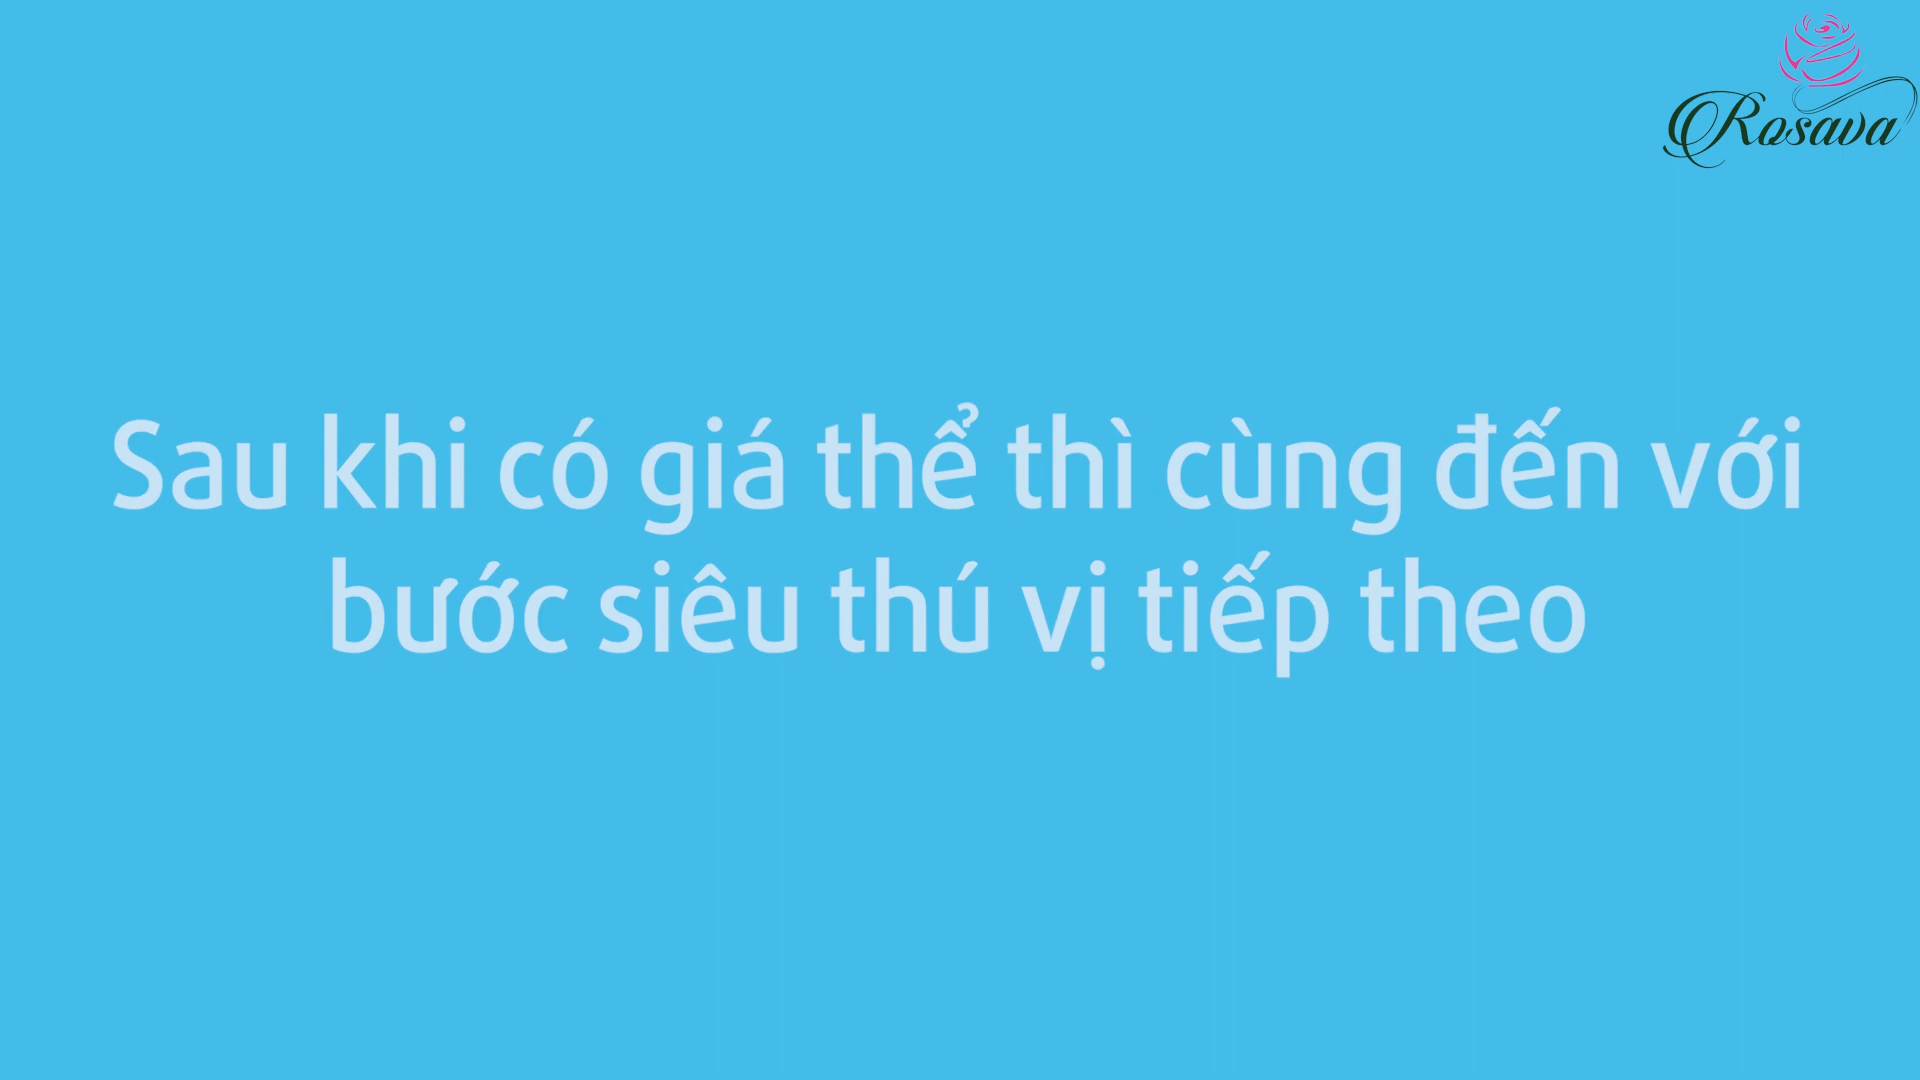 Rosava
Sau khi có giá thể thì cùng đến với
bước siêu thú vị tiếp theo